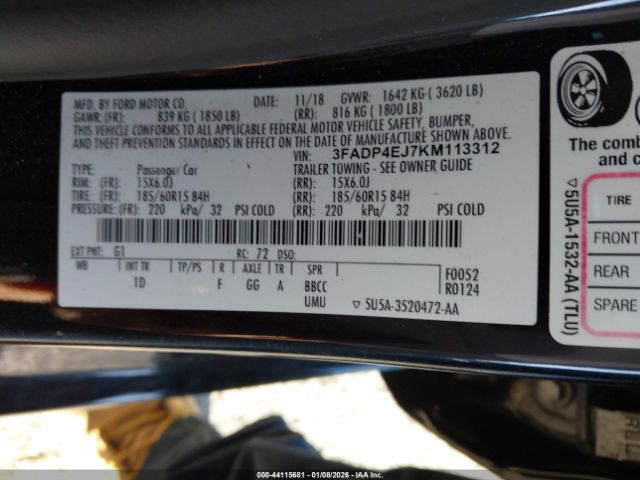 MFD. BY FORD MOTOR CO. DATE: 11/18 GVWR: 1642 KG ( 3620 LB)
GAWR: (FR): 839 KG ( 1850 LB) (RR): 816 KG ( 1800 LB)
THIS VEHICLE CONFORMS TO ALL APPLICABLE FEDERAL MOTOR VEHICLE SAFETY, BUMPER,
AND THEFT PREVENTION STANDARDS IN EFFECT ON THE DATE OF MANUFACTURE SHOWN ABOVE.
VIN: 3FADP4EJ7KM113312
TYPE: Passenger Car TRAILER TOWING - SEE OWNER GUIDE.
RIM: (FR) 15X6.0J (RR): 15X6.0J
TIRE: (FR) 185/60R15 84H (RR): 185/60R15 84H
PRESSURE: (FR) 220 kPa/ 32 PSI COLD (RR): 220 kPa/ 32 PSI COLD
EXT PNT: G1 RC: 72 DSO:
WB INT TR TP/PS R AXLE TR SPR F0052
1D F GG A BBCC R0124
UMU ▽ 5U5A-3520472-AA
The comb
cargo
▽5U5A-1532-AA (TLU)
TIRE
FRONT
REAR
SPARE
000-44115681 - 01/08/2026 - COPART